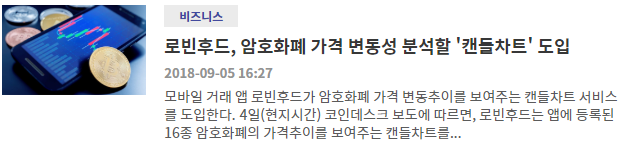 비즈니스
로빈후드, 암호화폐 가격 변동성 분석할 '캔들차트' 도입
2018-09-05 16:27
모바일 거래 앱 로빈후드가 암호화폐 가격 변동추이를 보여주는 캔들차트 서비스
를 도입한다. 4일(현지시간) 코인데스크 보도에 따르면, 로빈후드는 앱에 등록된
16종 암호화폐의 가격추이를 보여주는 캔들차트를...